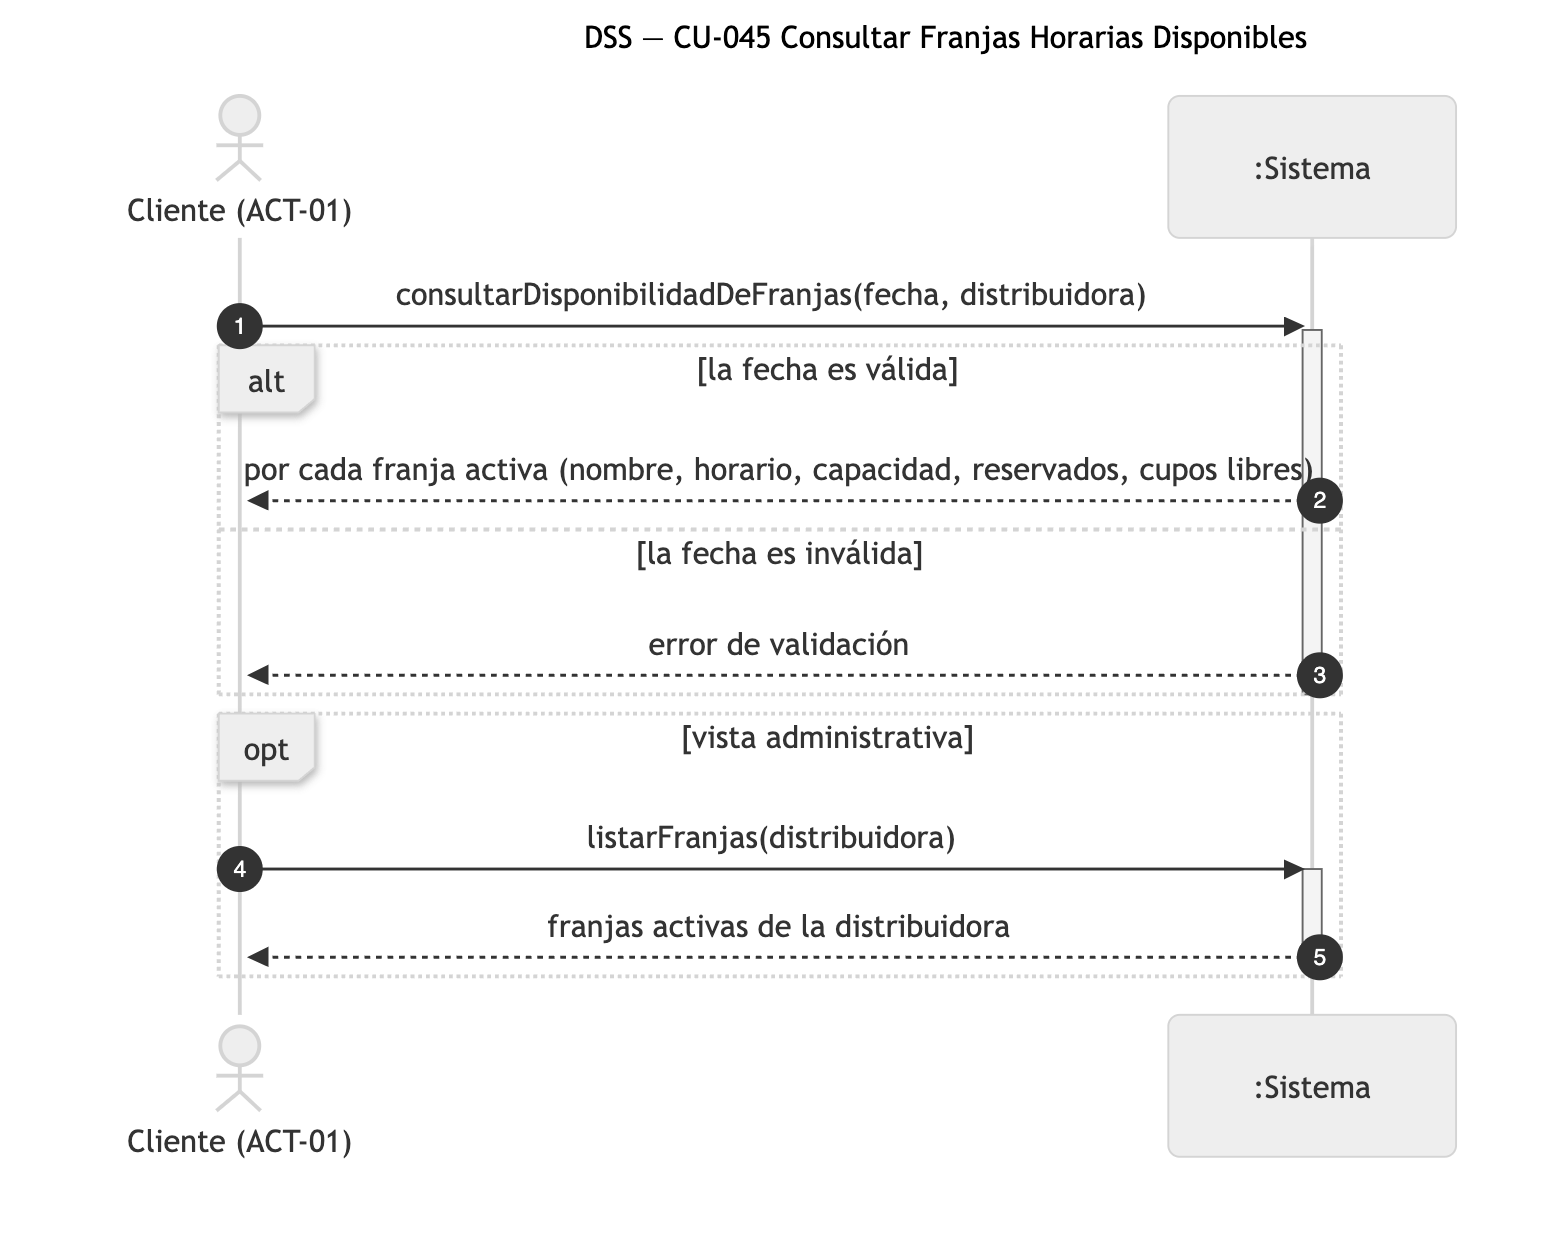 DSS — CU-045 Consultar Franjas Horarias Disponibles
Cliente (ACT-01)
:Sistema
consultarDisponibilidadDeFranjas(fecha, distribuidora)
1
alt
[la fecha es válida]
por cada franja activa (nombre, horario, capacidad, reservados, cupos libres)
2
[la fecha es inválida]
error de validación
3
opt
[vista administrativa]
listarFranjas(distribuidora)
4
franjas activas de la distribuidora
5
Cliente (ACT-01)
:Sistema